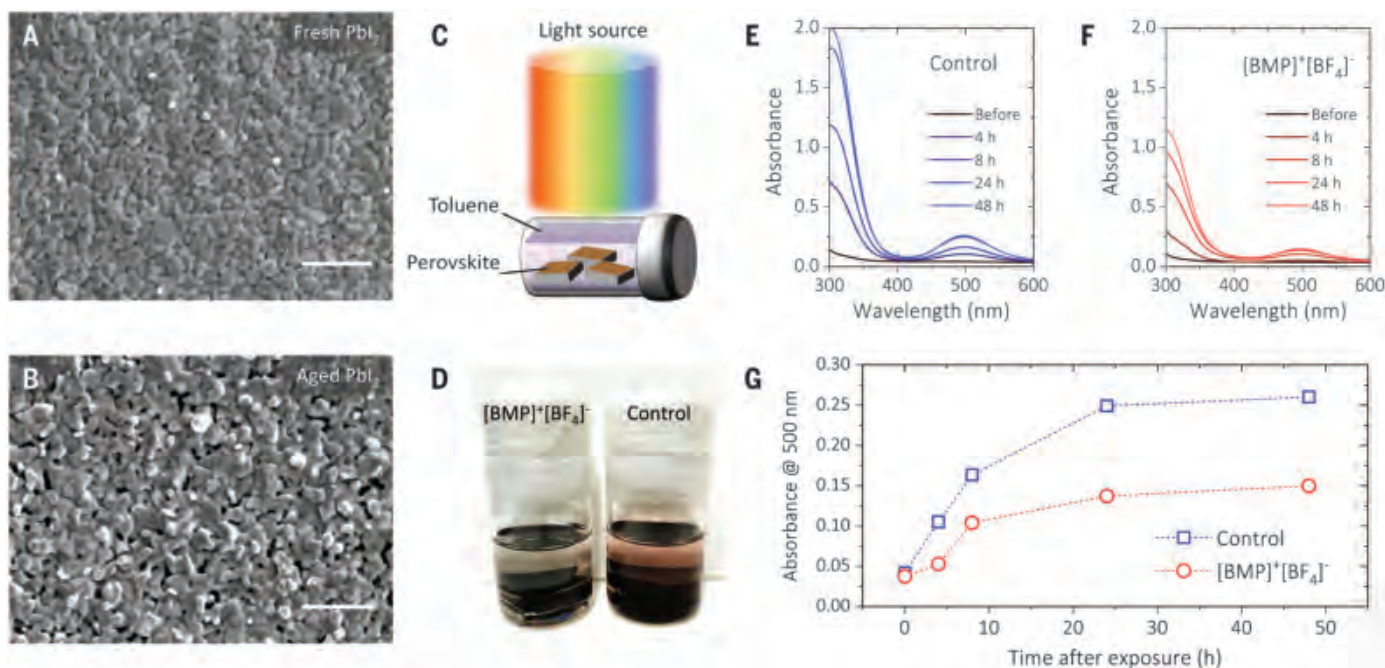 A
Fresh PbI₂
B
Aged PbI₂
C
Light source
Toluene
Perovskite
D
[BMP]⁺[BF₄]⁻
Control
E
Absorbance
2.0
1.5
1.0
0.5
0.0
Control
Before
4 h
8 h
24 h
48 h
300
400
500
600
Wavelength (nm)
F
Absorbance
2.0
1.5
1.0
0.5
0.0
[BMP]⁺[BF₄]⁻
Before
4 h
8 h
24 h
48 h
300
400
500
600
Wavelength (nm)
G
Absorbance @ 500 nm
0.30
0.25
0.20
0.15
0.10
0.05
0.00
Control
[BMP]⁺[BF₄]⁻
0
10
20
30
40
50
Time after exposure (h)